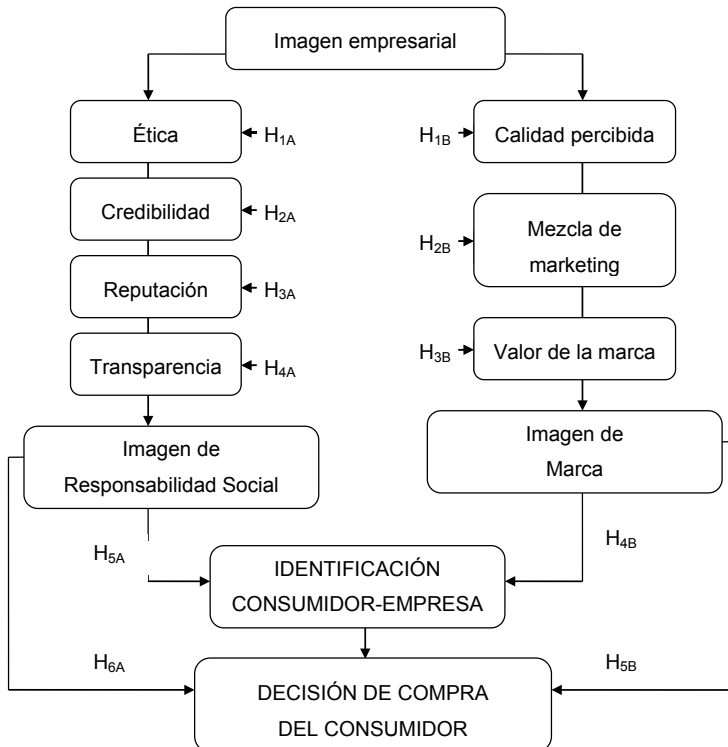 Imagen empresarial
Ética
H1A
H1B
Calidad percibida
Credibilidad
H2A
H2B
Mezcla de
marketing
Reputación
H3A
Transparencia
H4A
H3B
Valor de la marca
Imagen de
Responsabilidad Social
Imagen de
Marca
H5A
H4B
IDENTIFICACIÓN
CONSUMIDOR-EMPRESA
H6A
H5B
DECISIÓN DE COMPRA
DEL CONSUMIDOR